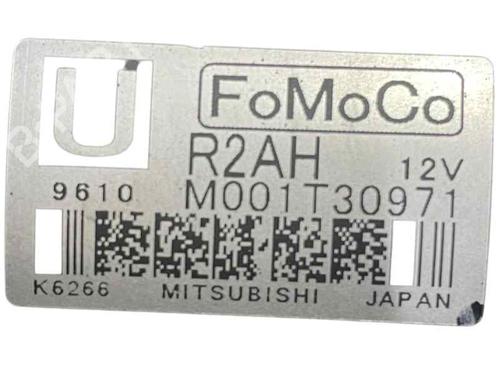 U
FoMoCo
R2AH 12V
9610 M001T30971
K6266 MITSUBISHI JAPAN